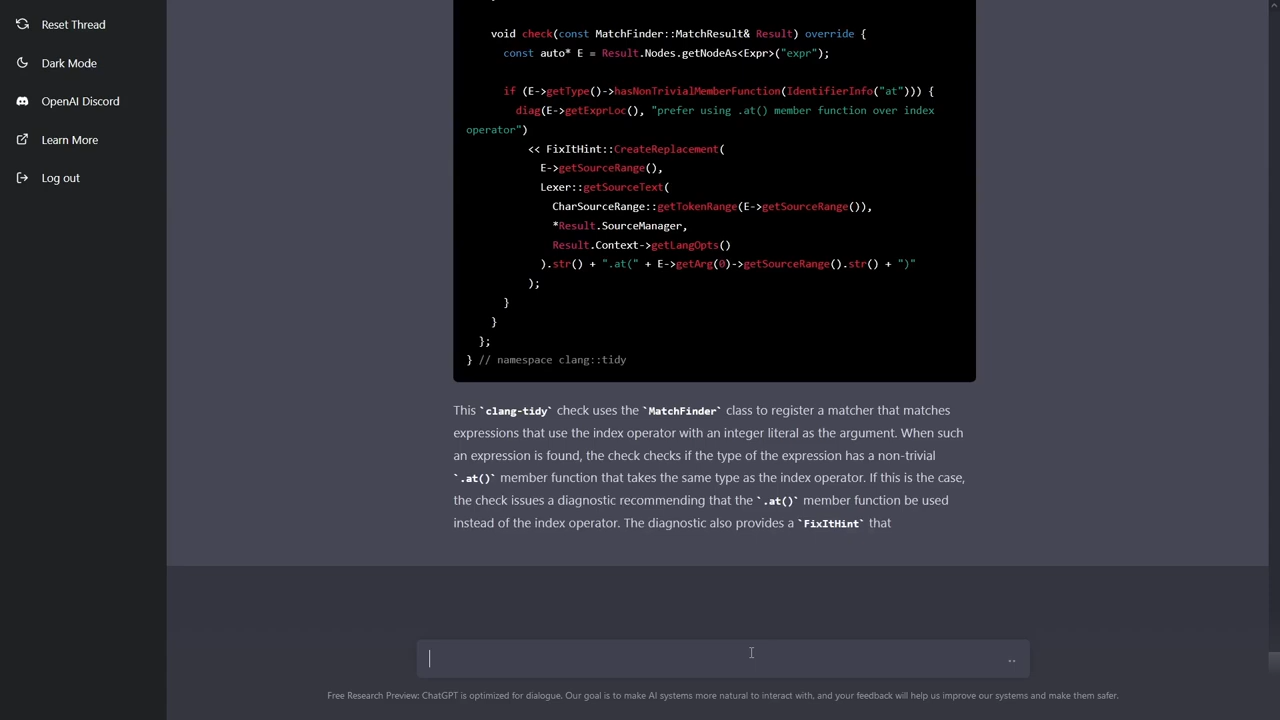 Reset Thread
Dark Mode
OpenAI Discord
Learn More
Log out
void check(const MatchFinder::MatchResult& Result) override {
const auto* E = Result.Nodes.getNodeAs<Expr>("expr");
if (E->getType()->hasNonTrivialMemberFunction(IdentifierInfo("at"))) {
diag(E->getExprLoc(), "prefer using .at() member function over index
operator")
<< FixItHint::CreateReplacement(
E->getSourceRange(),
Lexer::getSourceText(
CharSourceRange::getTokenRange(E->getSourceRange()),
*Result.SourceManager,
Result.Context->getLangOpts()
).str() + ".at(" + E->getArg(0)->getSourceRange().str() + ")"
);
}
}
};
} // namespace clang::tidy
This `clang-tidy` check uses the `MatchFinder` class to register a matcher that matches
expressions that use the index operator with an integer literal as the argument. When such
an expression is found, the check checks if the type of the expression has a non-trivial
`.at()` member function that takes the same type as the index operator. If this is the case,
the check issues a diagnostic recommending that the `.at()` member function be used
instead of the index operator. The diagnostic also provides a `FixItHint` that
..
Free Research Preview: ChatGPT is optimized for dialogue. Our goal is to make AI systems more natural to interact with, and your feedback will help us improve our systems and make them safer.